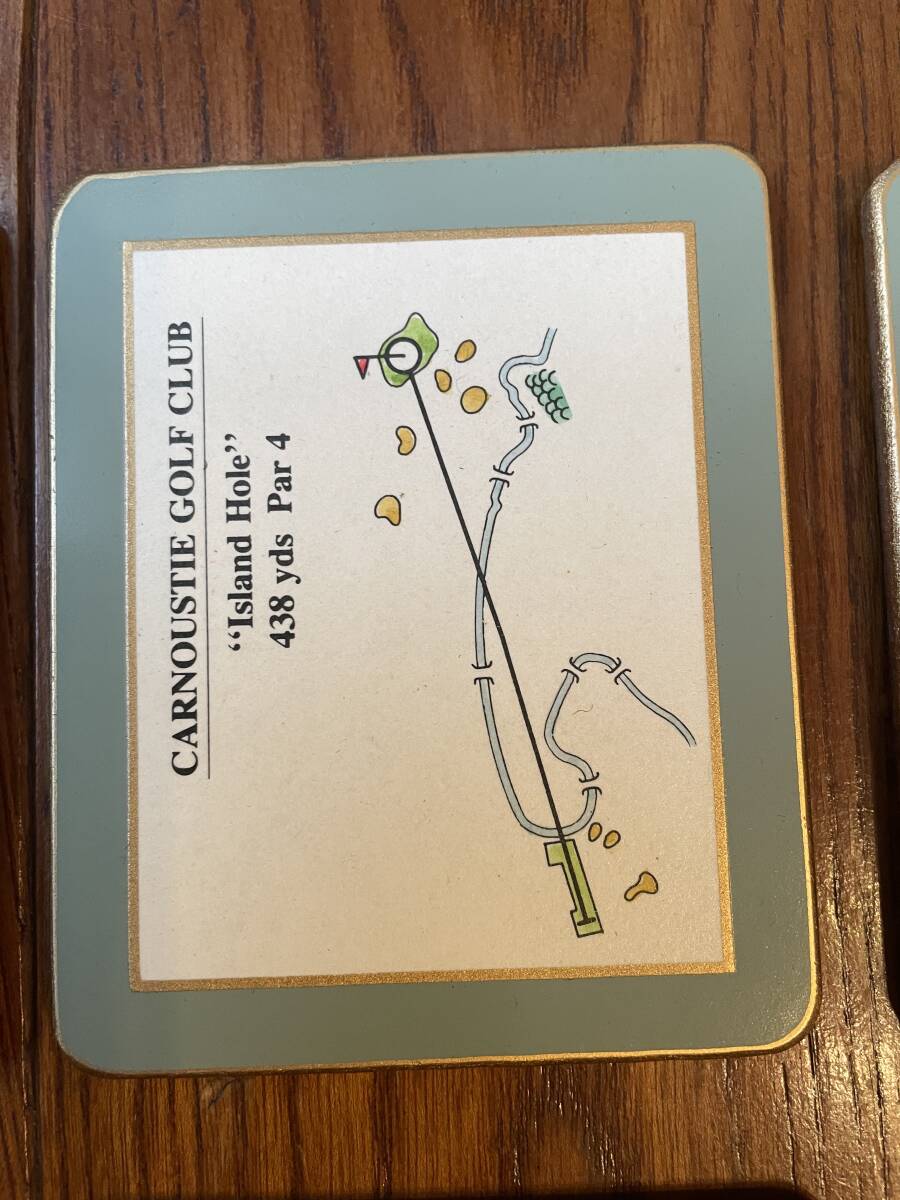 CARNOUSTIE GOLF CLUB
“Island Hole”
438 yds Par 4